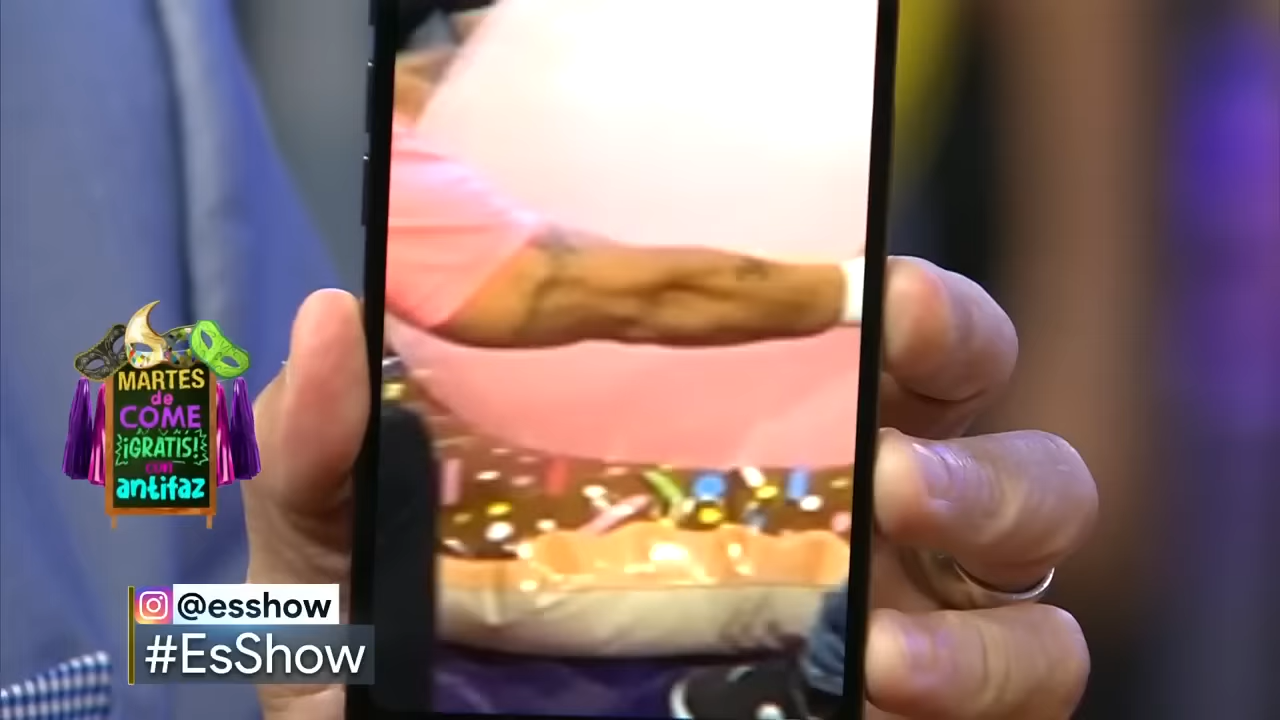 MARTES
de
COME
¡GRATIS!
con
antifaz
@esshow
#EsShow